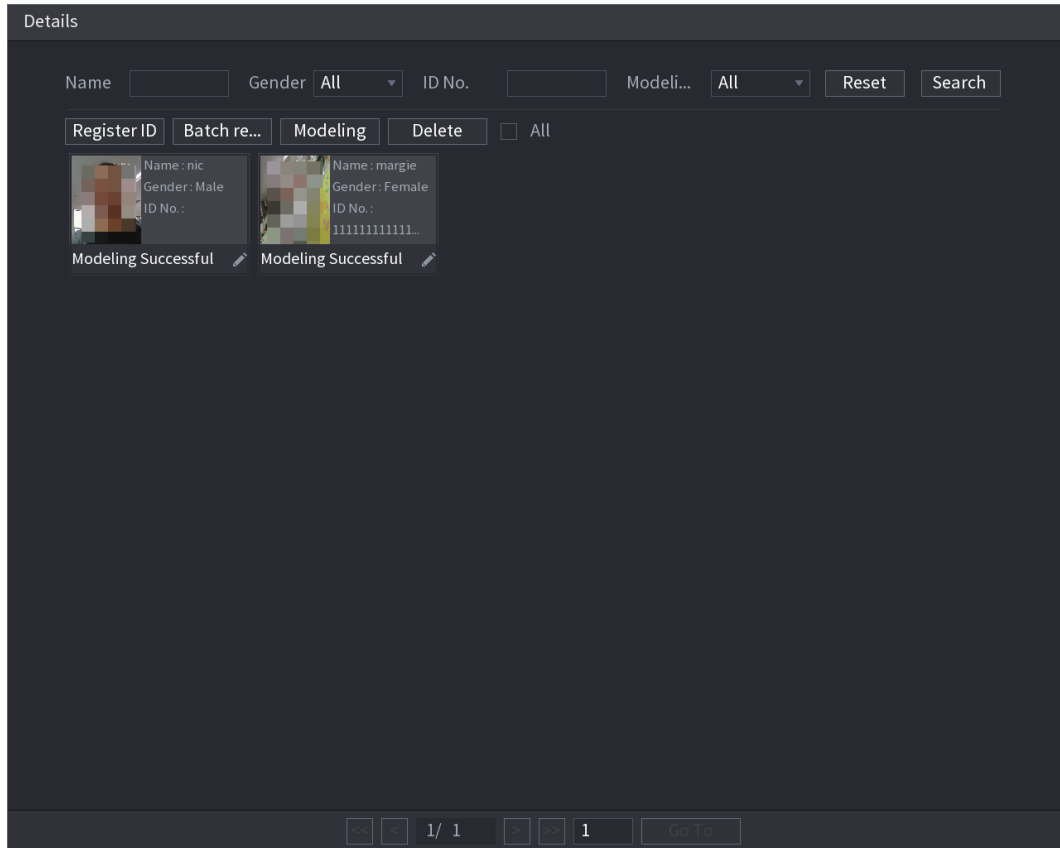 Details
Name Gender All ID No. Modeli... All Reset Search
Register ID Batch re... Modeling Delete All
Name : nic
Gender : Male
ID No. :
Modeling Successful
Name : margie
Gender : Female
ID No. :
111111111111...
Modeling Successful
<< < 1/ 1 > >> 1 Go To